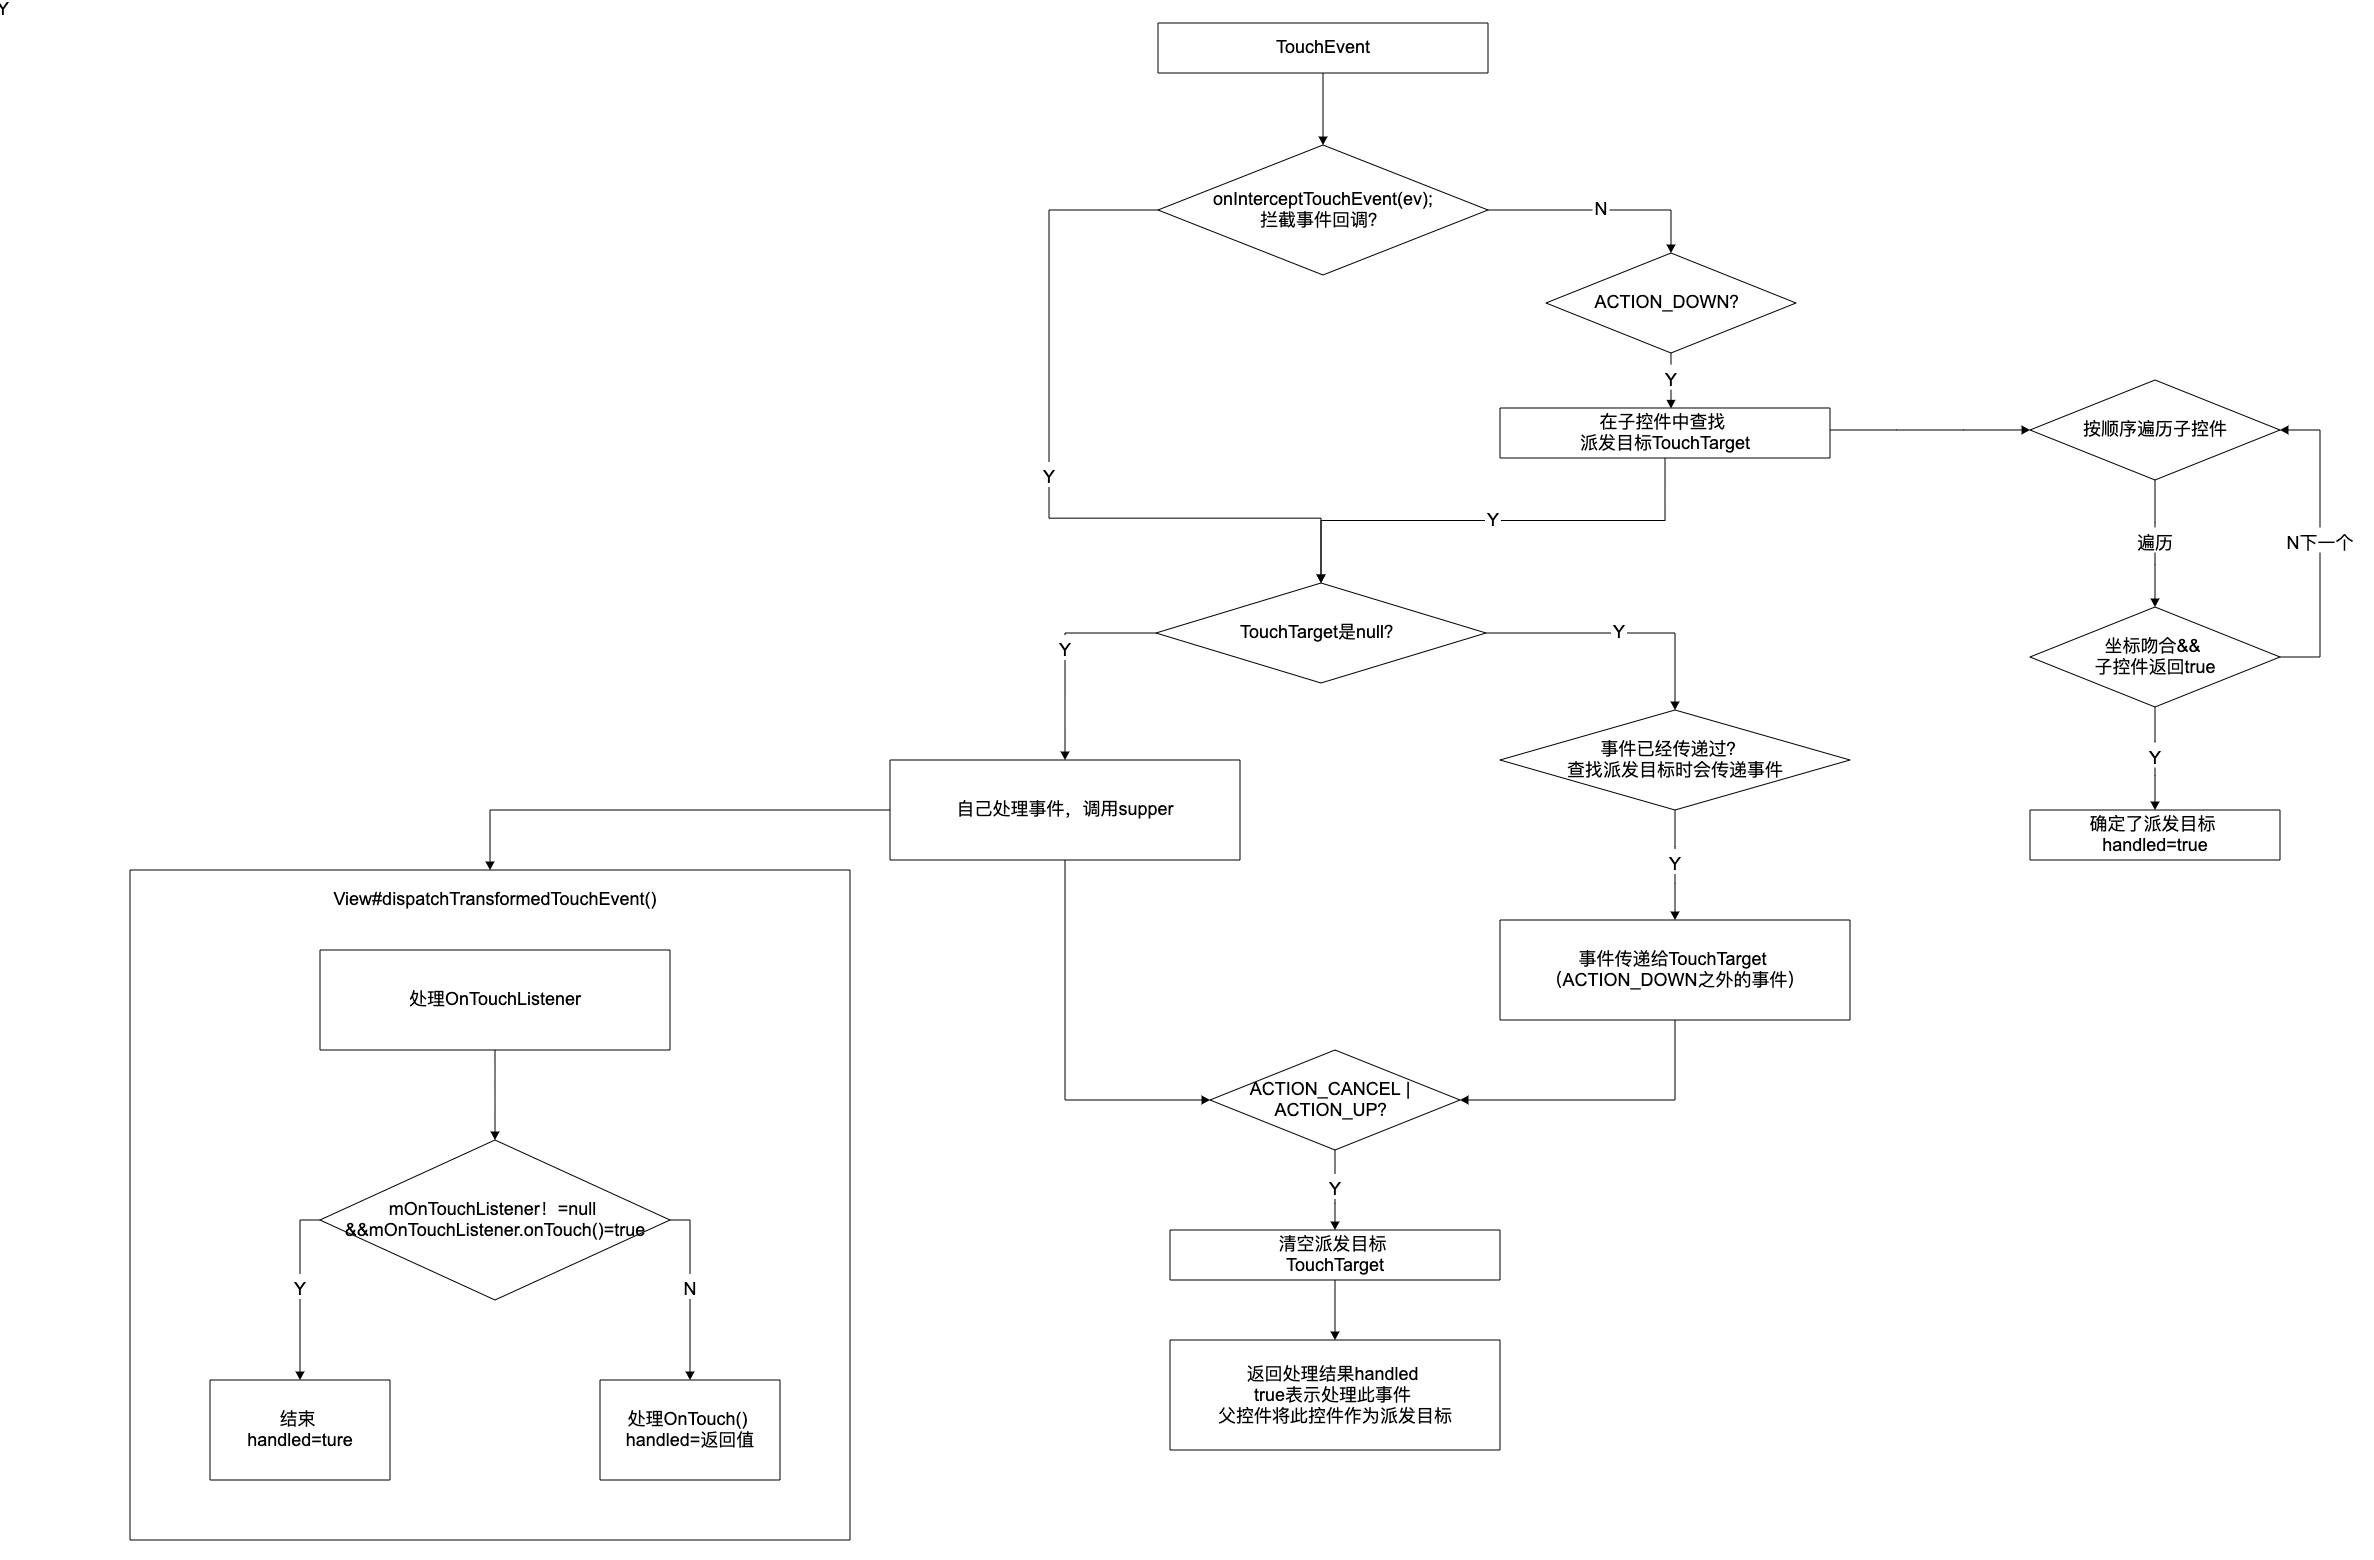 Y
TouchEvent
onInterceptTouchEvent(ev);
拦截事件回调?
N
ACTION_DOWN?
Y
在子控件中查找
派发目标TouchTarget
按顺序遍历子控件
Y
Y
遍历
N下一个
TouchTarget是null?
Y
Y
坐标吻合&&
子控件返回true
事件已经传递过?
查找派发目标时会传递事件
Y
自己处理事件，调用supper
确定了派发目标
handled=true
Y
View#dispatchTransformedTouchEvent()
事件传递给TouchTarget
（ACTION_DOWN之外的事件）
处理OnTouchListener
ACTION_CANCEL |
ACTION_UP?
Y
mOnTouchListener！=null
&&mOnTouchListener.onTouch()=true
Y
N
清空派发目标
TouchTarget
结束
handled=ture
处理OnTouch()
handled=返回值
返回处理结果handled
true表示处理此事件
父控件将此控件作为派发目标